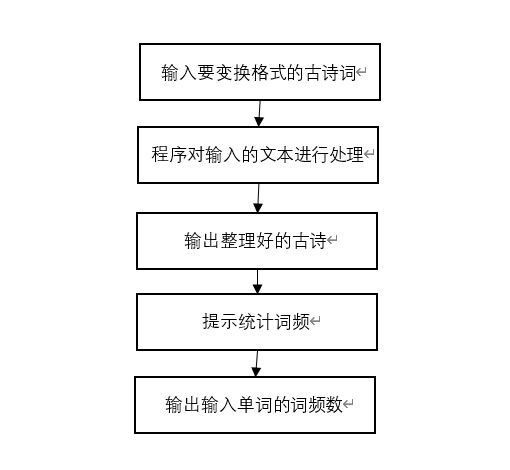 输入要变换格式的古诗词↵
程序对输入的文本进行处理↵
输出整理好的古诗↵
提示统计词频↵
输出输入单词的词频数↵